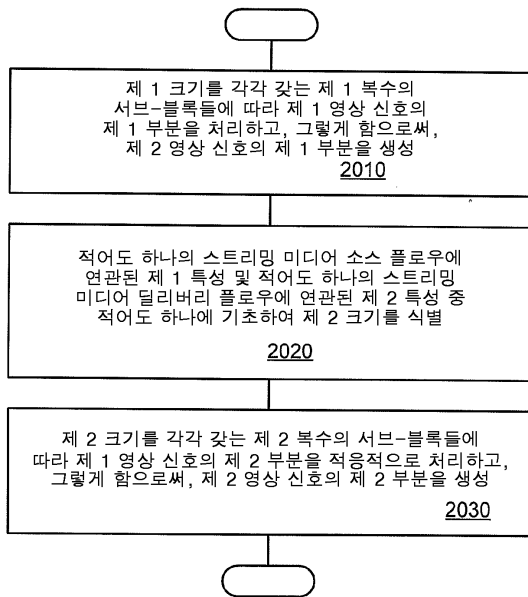 제 1 크기를 각각 갖는 제 1 복수의
서브-블록들에 따라 제 1 영상 신호의
제 1 부분을 처리하고, 그렇게 함으로써,
제 2 영상 신호의 제 1 부분을 생성
2010
적어도 하나의 스트리밍 미디어 소스 플로우에
연관된 제 1 특성 및 적어도 하나의 스트리밍
미디어 딜리버리 플로우에 연관된 제 2 특성 중
적어도 하나에 기초하여 제 2 크기를 식별
2020
제 2 크기를 각각 갖는 제 2 복수의 서브-블록들에
따라 제 1 영상 신호의 제 2 부분을 적응적으로 처리하고,
그렇게 함으로써, 제 2 영상 신호의 제 2 부분을 생성
2030